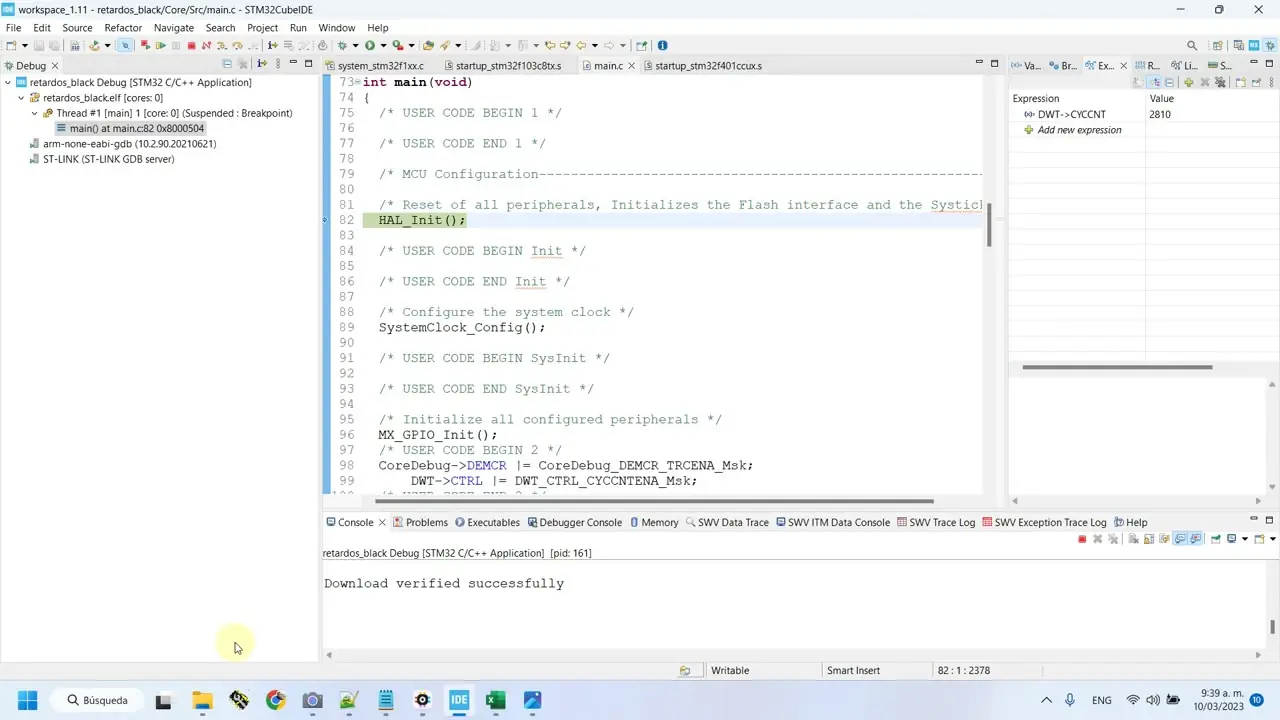 workspace_1.11 - retardos_black/Core/Src/main.c - STM32CubeIDE
File Edit Source Refactor Navigate Search Project Run Window Help
Debug
retardos_black Debug [STM32 C/C++ Application]
retardos_black.elf [cores: 0]
Thread #1 [main] 1 [core: 0] (Suspended : Breakpoint)
main() at main.c:82 0x8000504
arm-none-eabi-gdb (10.2.90.20210621)
ST-LINK (ST-LINK GDB server)
system_stm32f1xx.c startup_stm32f103c8tx.s main.c startup_stm32f401ccux.s
73 int main(void)
74 {
75 /* USER CODE BEGIN 1 */
76
77 /* USER CODE END 1 */
78
79 /* MCU Configuration--------------------------------------------------------
80
81 /* Reset of all peripherals, Initializes the Flash interface and the Systick
82 HAL_Init();
83
84 /* USER CODE BEGIN Init */
85
86 /* USER CODE END Init */
87
88 /* Configure the system clock */
89 SystemClock_Config();
90
91 /* USER CODE BEGIN SysInit */
92
93 /* USER CODE END SysInit */
94
95 /* Initialize all configured peripherals */
96 MX_GPIO_Init();
97 /* USER CODE BEGIN 2 */
98 CoreDebug->DEMCR |= CoreDebug_DEMCR_TRCENA_Msk;
99 DWT->CTRL |= DWT_CTRL_CYCCNTENA_Msk;
Va... Br... Ex... R... Li... S...
Expression Value
DWT->CYCCNT 2810
Add new expression
Console Problems Executables Debugger Console Memory SWV Data Trace SWV ITM Data Console SWV Trace Log SWV Exception Trace Log Help
retardos_black Debug [STM32 C/C++ Application] [pid: 161]
Download verified successfully
Writable Smart Insert 82 : 1 : 2378
Búsqueda
IDE
ENG
9:39 a. m.
10/03/2023
10